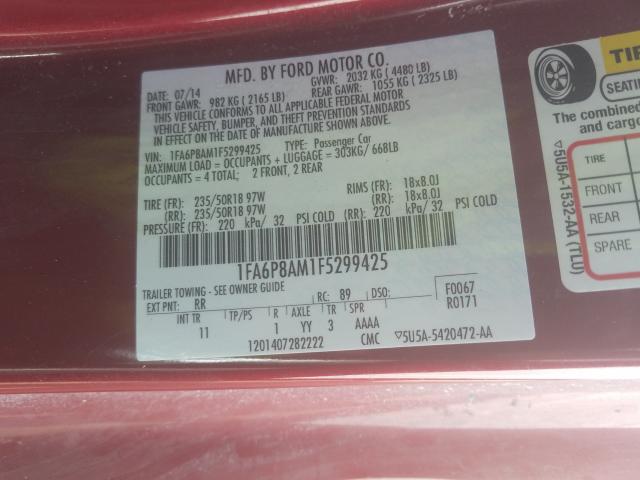 MFD. BY FORD MOTOR CO.
DATE: 07/14
GVWR: 2032 KG ( 4480 LB)
FRONT GAWR: 982 KG ( 2165 LB)
REAR GAWR: 1055 KG ( 2325 LB)
THIS VEHICLE CONFORMS TO ALL APPLICABLE FEDERAL MOTOR
VEHICLE SAFETY, BUMPER, AND THEFT PREVENTION STANDARDS
IN EFFECT ON THE DATE OF MANUFACTURE SHOWN ABOVE.
VIN: 1FA6P8AM1F5299425
TYPE: Passenger Car
MAXIMUM LOAD = OCCUPANTS + LUGGAGE = 303KG/ 668LB
OCCUPANTS = 4 TOTAL; 2 FRONT, 2 REAR
TIRE (FR): 235/50R18 97W
RIMS (FR): 18x8.0J
(RR): 235/50R18 97W
(RR): 18x8.0J
PRESSURE (FR): 220 kPa/ 32 PSI COLD (RR): 220 kPa/ 32 PSI COLD
1FA6P8AM1F5299425
TRAILER TOWING - SEE OWNER GUIDE
EXT PNT: RR RC: 89 DSO:
F0067
R0171
INT TR TP/PS R AXLE TR SPR
11 1 YY 3 AAAA
1201407282222 CMC ▽5U5A-5420472-AA
TIR
SEATIN
The combined
and cargo
TIRE
FRONT
REAR
SPARE
▽5U5A-1532-AA (TLU)